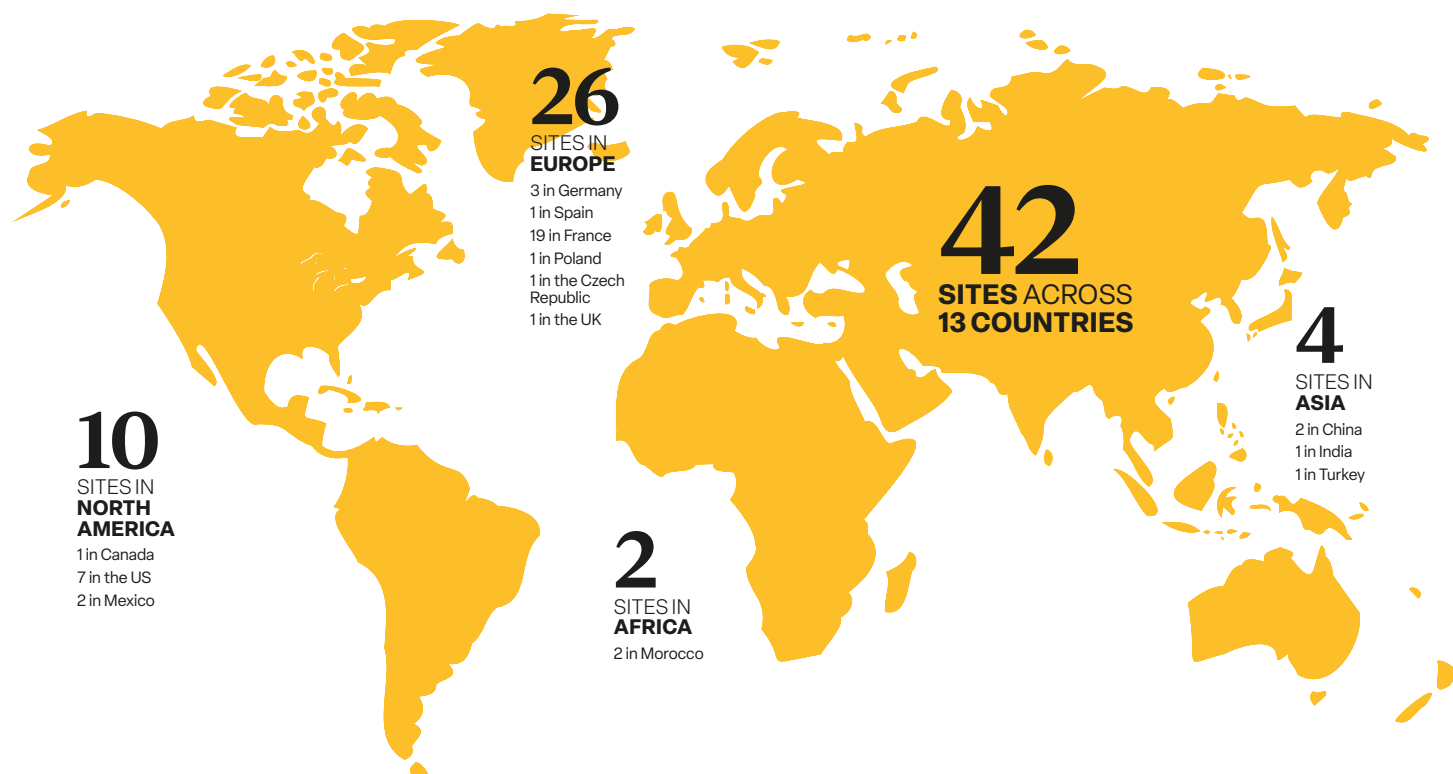 26
SITES IN
EUROPE
3 in Germany
1 in Spain
19 in France
1 in Poland
1 in the Czech
Republic
1 in the UK
42
SITES ACROSS
13 COUNTRIES
4
SITES IN
ASIA
2 in China
1 in India
1 in Turkey
10
SITES IN
NORTH
AMERICA
1 in Canada
7 in the US
2 in Mexico
2
SITES IN
AFRICA
2 in Morocco